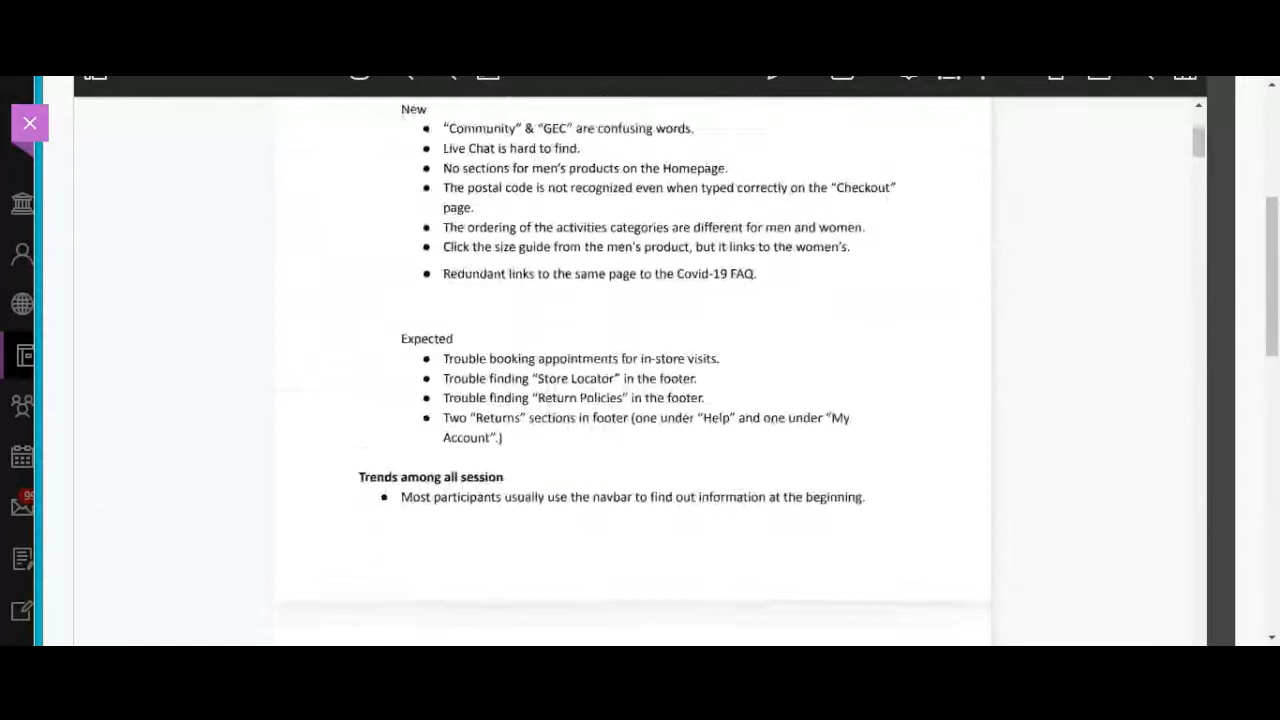 New
● "Community" & "GEC" are confusing words.
● Live Chat is hard to find.
● No sections for men's products on the Homepage.
● The postal code is not recognized even when typed correctly on the "Checkout"
page.
● The ordering of the activities categories are different for men and women.
● Click the size guide from the men's product, but it links to the women's.
● Redundant links to the same page to the Covid-19 FAQ.
Expected
● Trouble booking appointments for in-store visits.
● Trouble finding "Store Locator" in the footer.
● Trouble finding "Return Policies" in the footer.
● Two "Returns" sections in footer (one under "Help" and one under "My
Account".)
Trends among all session
● Most participants usually use the navbar to find out information at the beginning.